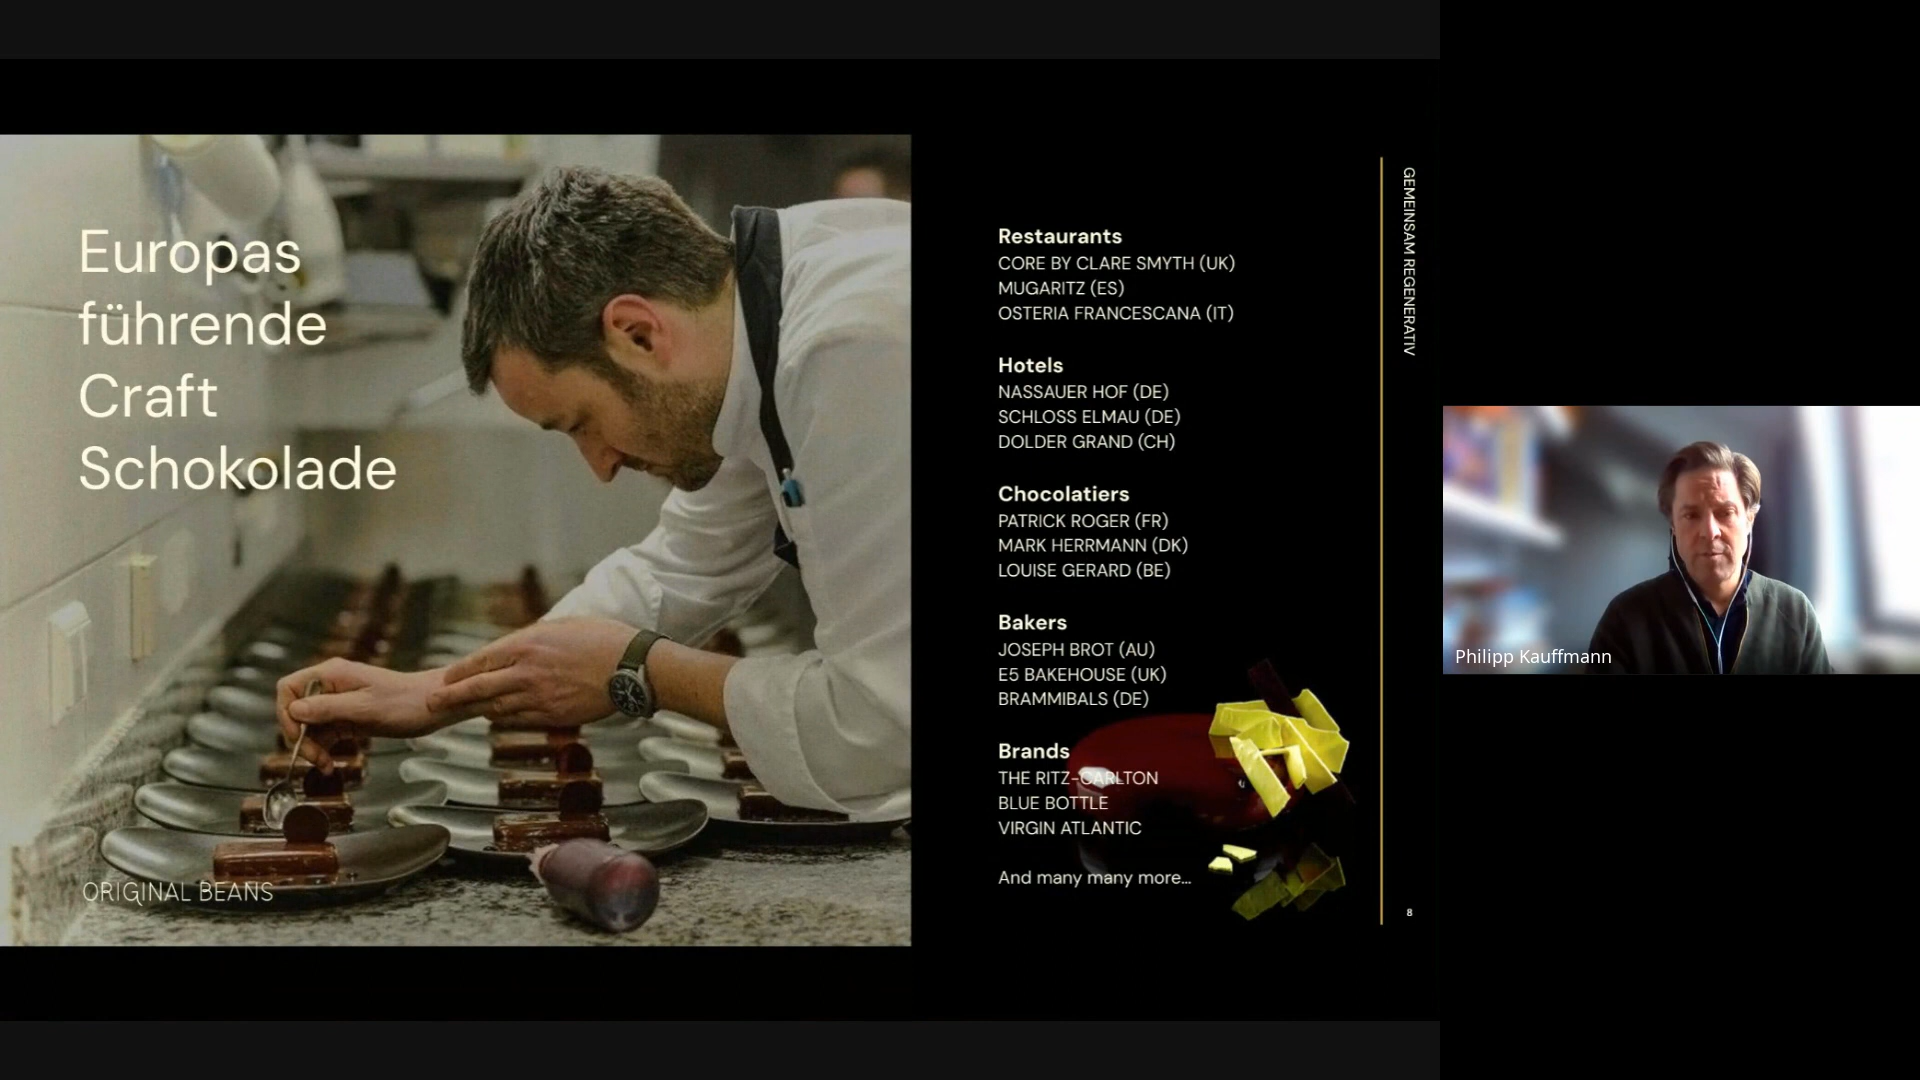 Europas
führende
Craft
Schokolade
ORIGINAL BEANS
Restaurants
CORE BY CLARE SMYTH (UK)
MUGARITZ (ES)
OSTERIA FRANCESCANA (IT)
Hotels
NASSAUER HOF (DE)
SCHLOSS ELMAU (DE)
DOLDER GRAND (CH)
Chocolatiers
PATRICK ROGER (FR)
MARK HERRMANN (DK)
LOUISE GERARD (BE)
Bakers
JOSEPH BROT (AU)
E5 BAKEHOUSE (UK)
BRAMMIBALS (DE)
Brands
THE RITZ-CARLTON
BLUE BOTTLE
VIRGIN ATLANTIC
And many many more...
GEMEINSAM REGENERATIV
8
Philipp Kauffmann